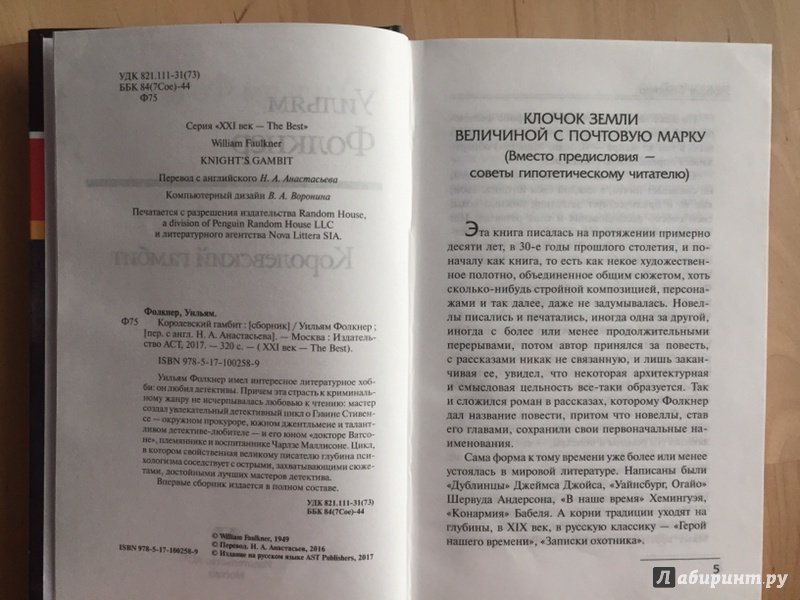 УДК 821.111-31(73)
ББК 84(7Сое)-44
Ф75
Серия «XXI век — The Best»
William Faulkner
KNIGHT'S GAMBIT
Перевод с английского Н. А. Анастасьева
Компьютерный дизайн В. А. Воронина
Печатается с разрешения издательства Random House,
a division of Penguin Random House LLC
и литературного агентства Nova Littera SIA.
Фолкнер, Уильям.
Ф75 Королевский гамбит : [сборник] / Уильям Фолкнер ;
[пер. с англ. Н. А. Анастасьева]. — Москва : Издатель-
ство АСТ, 2017. — 320 с. — ( XXI век — The Best).
ISBN 978-5-17-100258-9
Уильям Фолкнер имел интересное литературное хоб-
би: он любил детективы. Причем эта страсть к криминаль-
ному жанру не исчерпывалась любовью к чтению: мастер
создал увлекательный детективный цикл о Гэвине Стивен-
се — окружном прокуроре, южном джентльмене и талант-
ливом детективе-любителе — и его юном «докторе Ватсо-
не», племяннике и воспитаннике Чарлзе Маллисоне. Цикл,
в котором свойственная великому писателю глубина пси-
хологизма соседствует с острыми, захватывающими сюже-
тами, достойными лучших мастеров детектива.
Впервые сборник издается в полном составе.
УДК 821.111-31(73)
ББК 84(7Сое)-44
© William Faulkner, 1949
© Перевод. Н. А. Анастасьев, 2016
ISBN 978-5-17-100258-9 © Издание на русском языке AST Publishers, 2017
КЛОЧОК ЗЕМЛИ
ВЕЛИЧИНОЙ С ПОЧТОВУЮ МАРКУ
(Вместо предисловия —
советы гипотетическому читателю)
Эта книга писалась на протяжении примерно
десяти лет, в 30-е годы прошлого столетия, и по-
началу как книга, то есть как некое художествен-
ное полотно, объединенное общим сюжетом, хоть
сколько-нибудь стройной композицией, персона-
жами и так далее, даже не задумывалась. Новел-
лы писались и печатались, иногда одна за другой,
иногда с более или менее продолжительными
перерывами, потом автор принялся за повесть,
с рассказами никак не связанную, и лишь закан-
чивая ее, увидел, что некоторая архитектурная
и смысловая цельность все-таки образуется. Так
и сложился роман в рассказах, которому Фолкнер
дал название повести, притом что новеллы, став
его главами, сохранили свои первоначальные на-
именования.
Сама форма к тому времени уже более или менее
устоялась в мировой литературе. Написаны были
«Дублинцы» Джеймса Джойса, «Уайнсбург, Огайо»
Шервуда Андерсона, «В наше время» Хемингуэя,
«Конармия» Бабеля. А корни традиции уходят на
глубины, в XIX век, в русскую классику — «Герой
нашего времени», «Записки охотника».
5
Лабиринт.ру